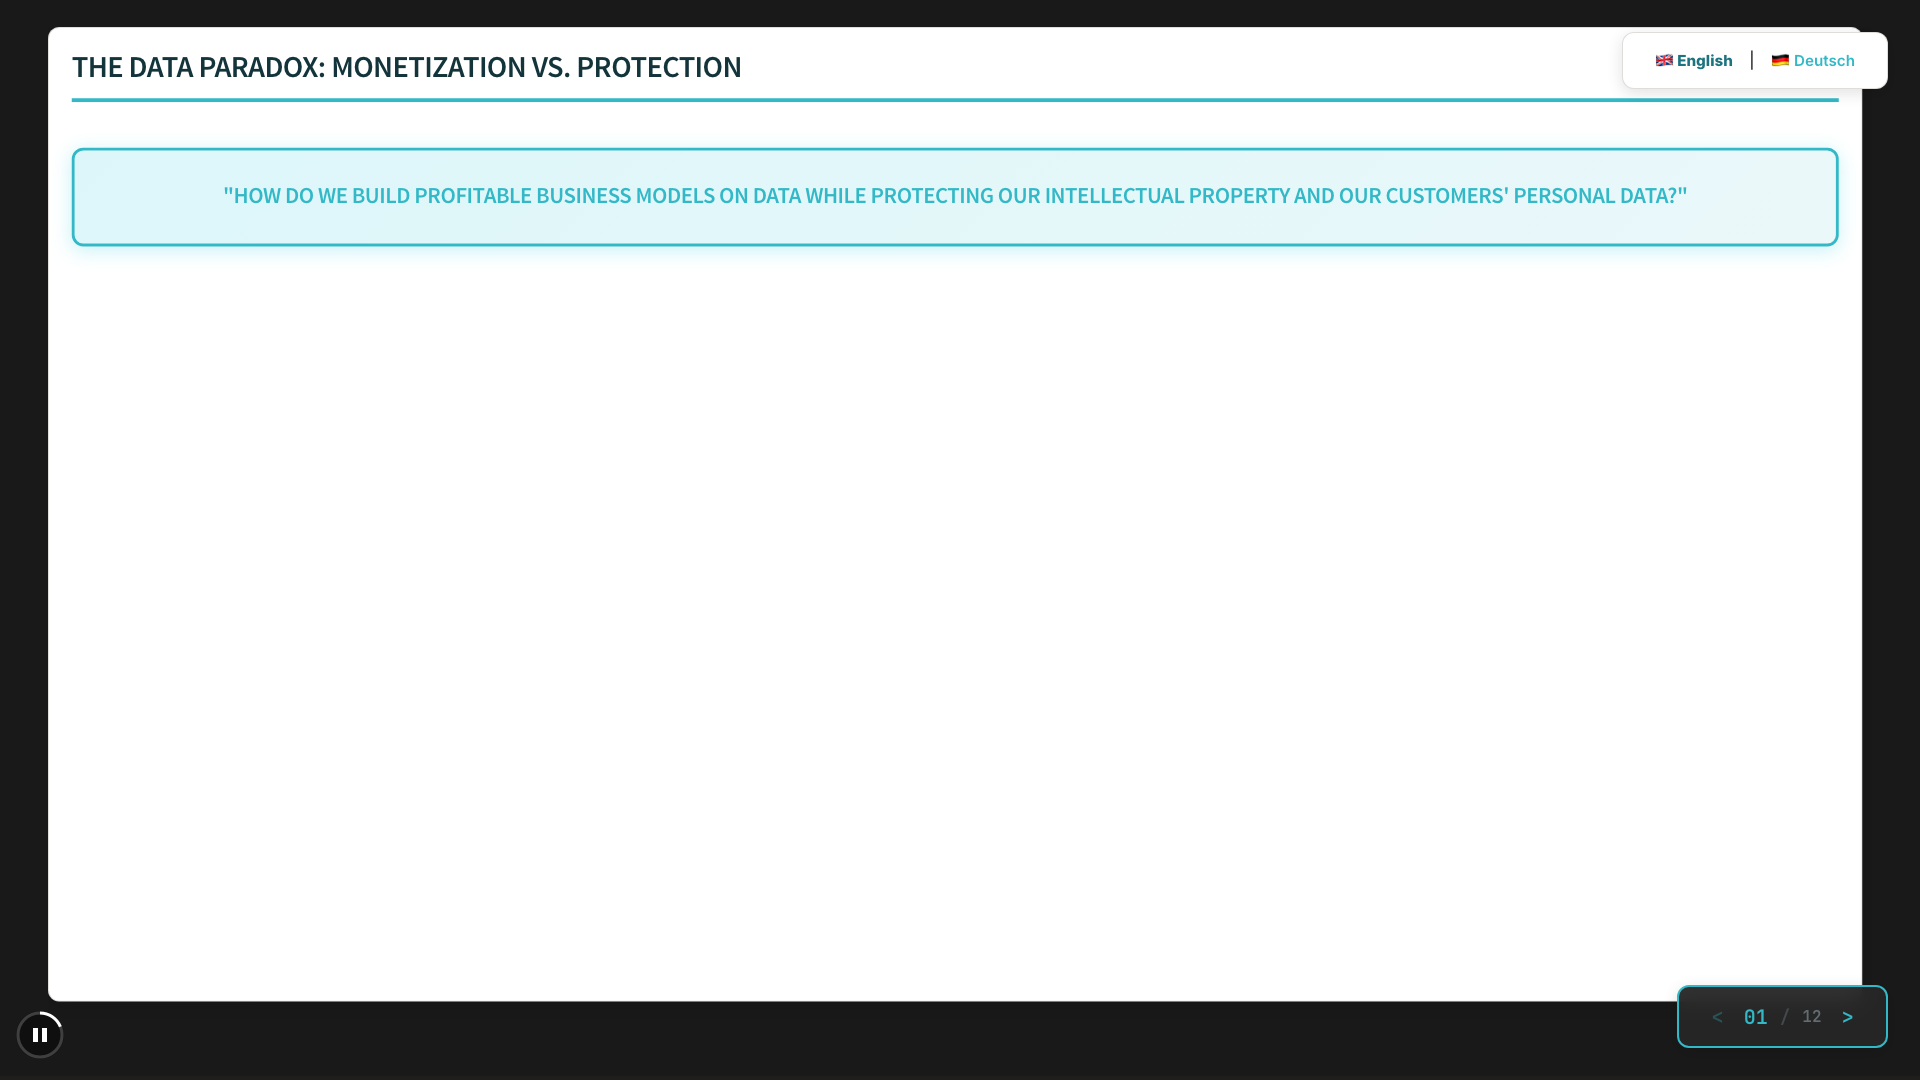 THE DATA PARADOX: MONETIZATION VS. PROTECTION
🇬🇧 English | 🇩🇪 Deutsch
"HOW DO WE BUILD PROFITABLE BUSINESS MODELS ON DATA WHILE PROTECTING OUR INTELLECTUAL PROPERTY AND OUR CUSTOMERS' PERSONAL DATA?"
< 01 / 12 >